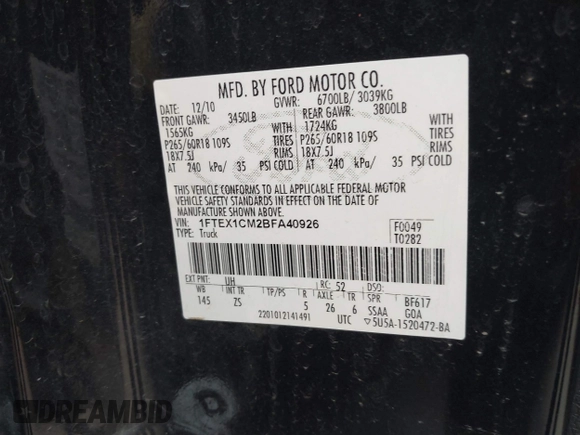 MFD. BY FORD MOTOR CO.
DATE: 12/10 GVWR: 6700LB/ 3039KG
FRONT GAWR: 3450LB REAR GAWR: 3800LB
1565KG WITH 1724KG WITH
P265/60R18 109S TIRES P265/60R18 109S TIRES
18X7.5J RIMS 18X7.5J RIMS
AT 240 kPa/ 35 PSI COLD AT 240 kPa/ 35 PSI COLD
THIS VEHICLE CONFORMS TO ALL APPLICABLE FEDERAL MOTOR
VEHICLE SAFETY STANDARDS IN EFFECT ON THE DATE OF
MANUFACTURE SHOWN ABOVE.
VIN: 1FTEX1CM2BFA40926 F0049
TYPE: Truck T0282
EXT PNT: UH RC: 52 DSO:
WB INT TR TP/PS R AXLE TR SPR BF617
145 ZS 5 26 6 SSAA GOA
2201012141491 UTC ▽5U5A-1520472-BA
DREAMBID